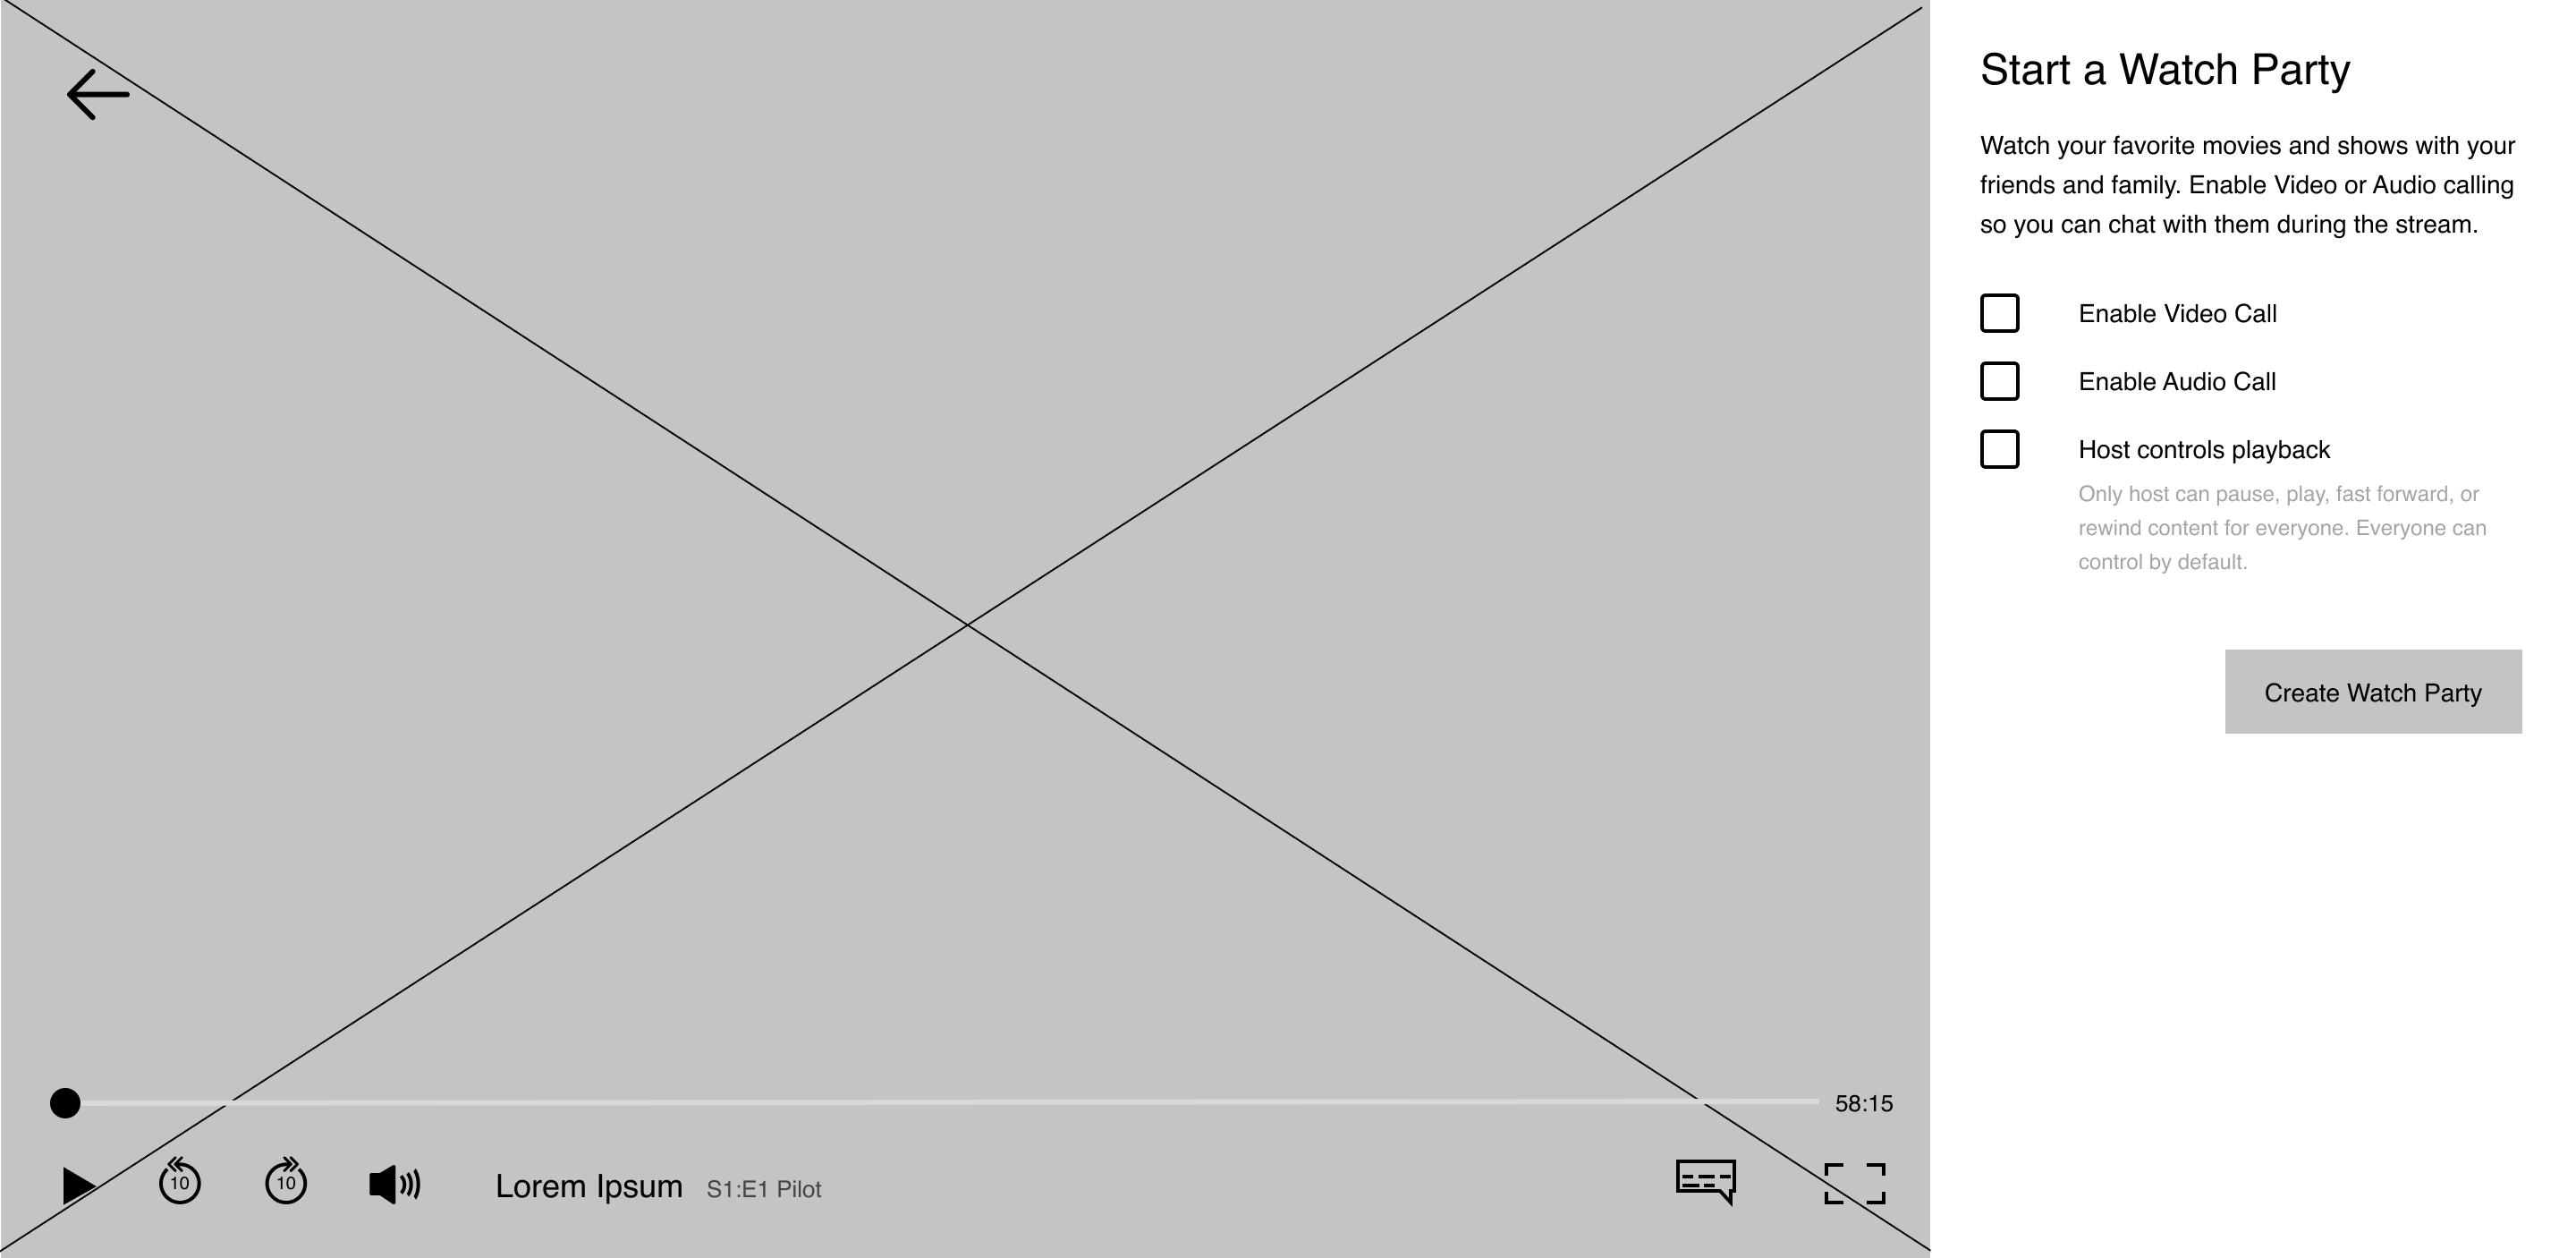 Start a Watch Party
Watch your favorite movies and shows with your
friends and family. Enable Video or Audio calling
so you can chat with them during the stream.
Enable Video Call
Enable Audio Call
Host controls playback
Only host can pause, play, fast forward, or
rewind content for everyone. Everyone can
control by default.
Create Watch Party
58:15
10
10
Lorem Ipsum S1:E1 Pilot